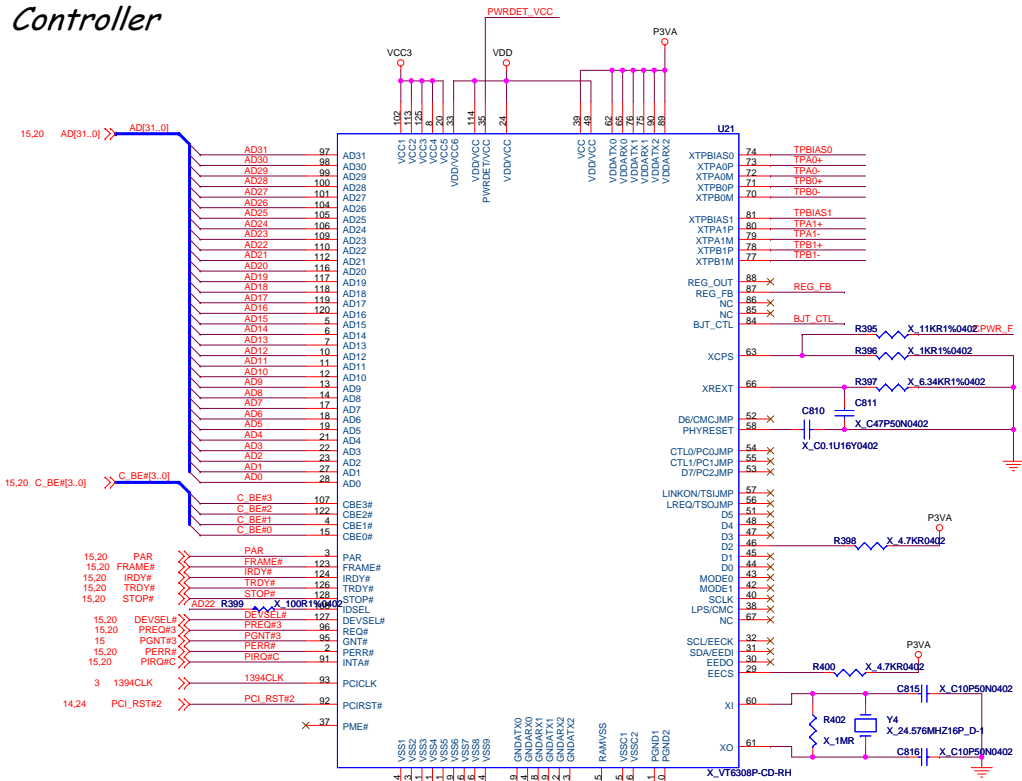 Controller
PWRDET_VCC
VCC3
VDD
P3VA
102 113 125 8 20 33 114 35 24 39 49 62 65 76 75 90 89
VCC1 VCC2 VCC3 VCC4 VCC5 VDD/VCC6 VDD/VCC PWRDET/VCC VDD/VCC VCC VDD/VCC VDDATX0 VDDARX0 VDDATX1 VDDARX1 VDDATX2 VDDARX2
U21
15,20 AD[31..0] AD[31..0]
AD31 97 AD31
AD30 98 AD30
AD29 99 AD29
AD28 100 AD28
AD27 101 AD27
AD26 104 AD26
AD25 105 AD25
AD24 106 AD24
AD23 109 AD23
AD22 110 AD22
AD21 112 AD21
AD20 116 AD20
AD19 117 AD19
AD18 118 AD18
AD17 119 AD17
AD16 120 AD16
AD15 5 AD15
AD14 6 AD14
AD13 7 AD13
AD12 10 AD12
AD11 11 AD11
AD10 12 AD10
AD9 13 AD9
AD8 14 AD8
AD7 17 AD7
AD6 18 AD6
AD5 19 AD5
AD4 21 AD4
AD3 22 AD3
AD2 23 AD2
AD1 27 AD1
AD0 28 AD0
15,20 C_BE#[3..0] C_BE#[3..0]
C_BE#3 107 CBE3#
C_BE#2 122 CBE2#
C_BE#1 4 CBE1#
C_BE#0 15 CBE0#
15,20 PAR PAR 3 PAR
15,20 FRAME# FRAME# 123 FRAME#
15,20 IRDY# IRDY# 124 IRDY#
15,20 TRDY# TRDY# 126 TRDY#
15,20 STOP# STOP# 128 STOP#
AD22 R399 X_100R1%0402 IDSEL
15,20 DEVSEL# DEVSEL# 127 DEVSEL#
15,20 PREQ#3 PREQ#3 96 REQ#
15 PGNT#3 PGNT#3 95 GNT#
15,20 PERR# PERR# 2 PERR#
15,20 PIRQ#C PIRQ#C 91 INTA#
3 1394CLK 1394CLK 93 PCICLK
14,24 PCI_RST#2 PCI_RST#2 92 PCIRST#
37 PME#
XTPBIAS0 74 TPBIAS0
XTPA0P 73 TPA0+
XTPA0M 72 TPA0-
XTPB0P 71 TPB0+
XTPB0M 70 TPB0-
XTPBIAS1 81 TPBIAS1
XTPA1P 80 TPA1+
XTPA1M 79 TPA1-
XTPB1P 78 TPB1+
XTPB1M 77 TPB1-
REG_OUT 88
REG_FB 87 REG_FB
NC 86
NC 85
BJT_CTL 84 BJT_CTL
R395 X_11KR1%0402
XCPS 63 R396 X_1KR1%0402
XREXT 66 R397 X_6.34KR1%0402
C810 C811
D6/CMCJMP 52
PHYRESET 58 X_C47P50N0402
X_C0.1U16Y0402
CTL0/PC0JMP 54
CTL1/PC1JMP 55
D7/PC2JMP 53
LINKON/TSIJMP 57
LREQ/TSOJMP 56
D5 51
D4 48
D3 47
P3VA
D2 46 R398 X_4.7KR0402
D1 45
D0 44
MODE0 43
MODE1 42
SCLK 40
LPS/CMC 38
NC 67
SCL/EECK 32
SDA/EEDI 31
EEDO 30
P3VA
EECS 29 R400 X_4.7KR0402
XI 60 C815 X_C10P50N0402
R402 Y4
X_1MR X_24.576MHZ16P_D-1
XO 61 C816 X_C10P50N0402
VSS1 VSS2 VSS3 VSS4 VSS5 VSS6 VSS7 VSS8 VSS9 GNDATX0 GNDARX0 GNDARX1 GNDATX1 GNDARX2 GNDATX2 RAM/VSS VSSC1 VSSC2 PGND1 PGND2
X_VT6308P-CD-RH